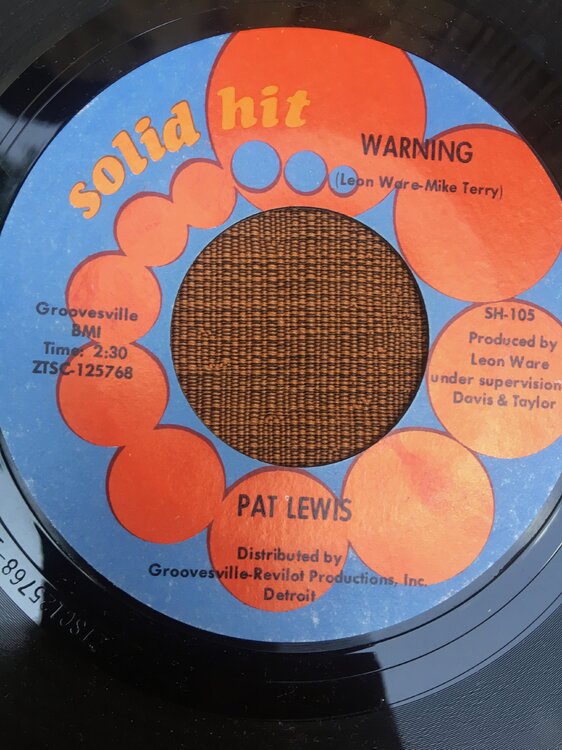 solid hit
WARNING
(Leon Ware-Mike Terry)
Groovesville
BMI
Time: 2:30
ZTSC-125768
SH-105
Produced by
Leon Ware
under supervision
Davis & Taylor
PAT LEWIS
Distributed by
Groovesville-Revilot Productions, Inc.
Detroit